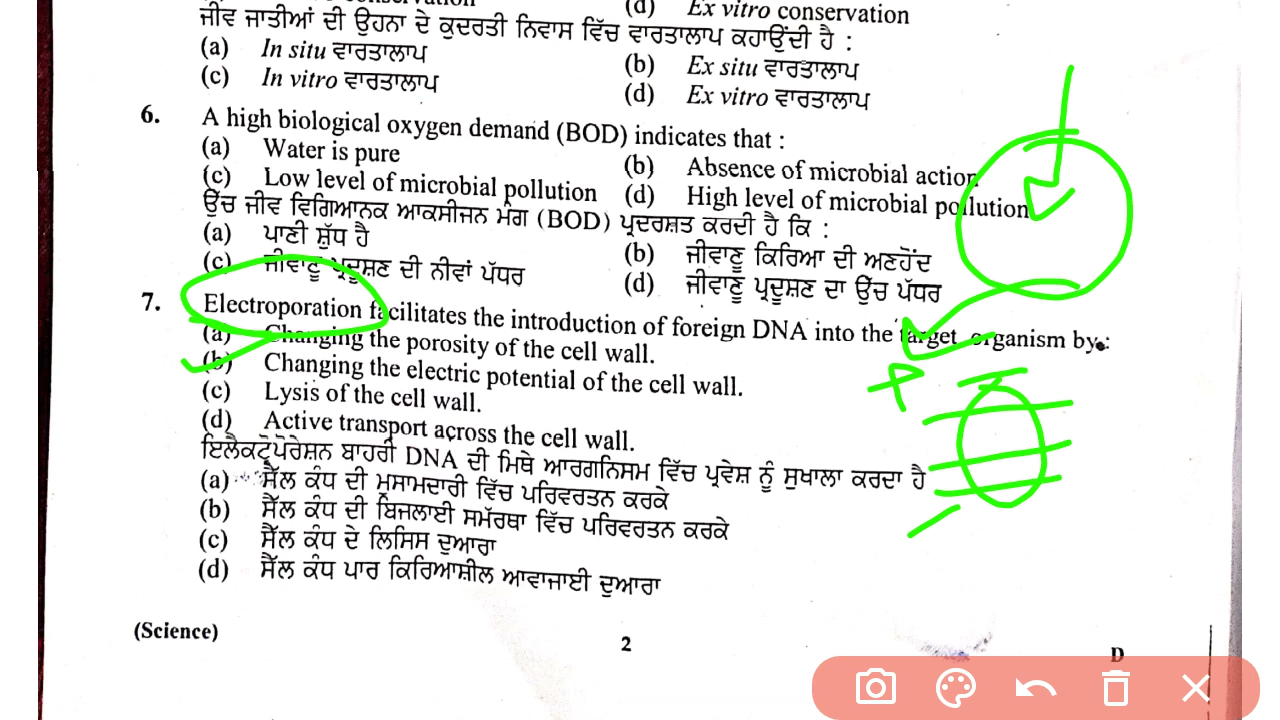 (d) Ex vitro conservation
ਜੀਵ ਜਾਤੀਆਂ ਦੀ ਉਹਨਾ ਦੇ ਕੁਦਰਤੀ ਨਿਵਾਸ ਵਿੱਚ ਵਾਰਤਾਲਾਪ ਕਹਾਉਂਦੀ ਹੈ :
(a) In situ ਵਾਰਤਾਲਾਪ (b) Ex situ ਵਾਰਤਾਲਾਪ
(c) In vitro ਵਾਰਤਾਲਾਪ (d) Ex vitro ਵਾਰਤਾਲਾਪ
6. A high biological oxygen demand (BOD) indicates that :
(a) Water is pure (b) Absence of microbial action
(c) Low level of microbial pollution (d) High level of microbial pollution
ਉੱਚ ਜੀਵ ਵਿਗਿਆਨਕ ਆਕਸੀਜਨ ਮੰਗ (BOD) ਪ੍ਰਦਰਸ਼ਤ ਕਰਦੀ ਹੈ ਕਿ :
(a) ਪਾਣੀ ਸ਼ੁੱਧ ਹੈ (b) ਜੀਵਾਣੂ ਕਿਰਿਆ ਦੀ ਅਣਹੋਂਦ
(c) ਜੀਵਾਣੂ ਪ੍ਰਦੂਸ਼ਣ ਦੀ ਨੀਵਾਂ ਪੱਧਰ (d) ਜੀਵਾਣੂ ਪ੍ਰਦੂਸ਼ਣ ਦਾ ਉੱਚ ਪੱਧਰ
7. Electroporation facilitates the introduction of foreign DNA into the target organism by :
(a) Changing the porosity of the cell wall.
(b) Changing the electric potential of the cell wall.
(c) Lysis of the cell wall.
(d) Active transport across the cell wall.
ਇਲੈਕਟ੍ਰੋਪੋਰੇਸ਼ਨ ਬਾਹਰੀ DNA ਦੀ ਮਿਥੇ ਆਰਗਨਿਸਮ ਵਿੱਚ ਪ੍ਰਵੇਸ਼ ਨੂੰ ਸੁਖਾਲਾ ਕਰਦਾ ਹੈ
(a) ਸੈੱਲ ਕੰਧ ਦੀ ਮੁਸਾਮਦਾਰੀ ਵਿੱਚ ਪਰਿਵਰਤਨ ਕਰਕੇ
(b) ਸੈੱਲ ਕੰਧ ਦੀ ਬਿਜਲਾਈ ਸਮੱਰਥਾ ਵਿੱਚ ਪਰਿਵਰਤਨ ਕਰਕੇ
(c) ਸੈੱਲ ਕੰਧ ਦੇ ਲਿਸਿਸ ਦੁਆਰਾ
(d) ਸੈੱਲ ਕੰਧ ਪਾਰ ਕਿਰਿਆਸ਼ੀਲ ਆਵਾਜਾਈ ਦੁਆਰਾ
(Science) 2 D